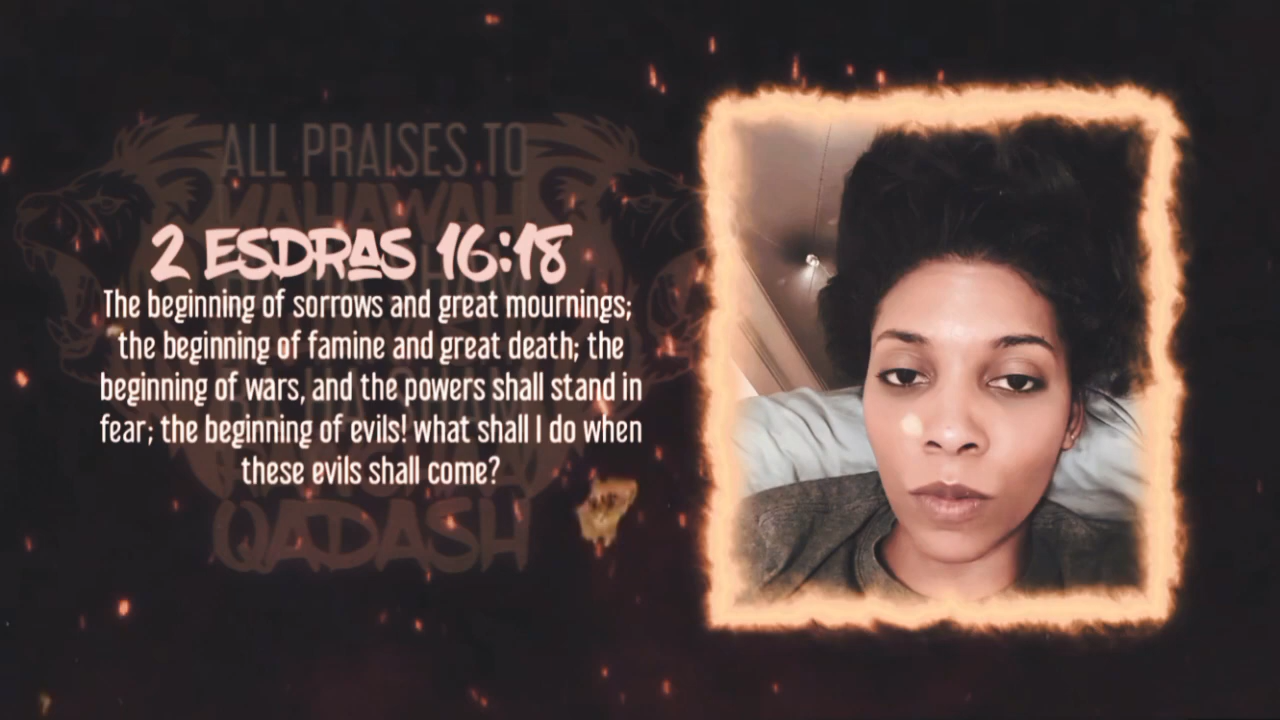 ALL PRAISES TO
YAHAWAH
2 ESDRAS 16:18
The beginning of sorrows and great mournings;
the beginning of famine and great death; the
beginning of wars, and the powers shall stand in
fear; the beginning of evils! what shall I do when
these evils shall come?
QADASH